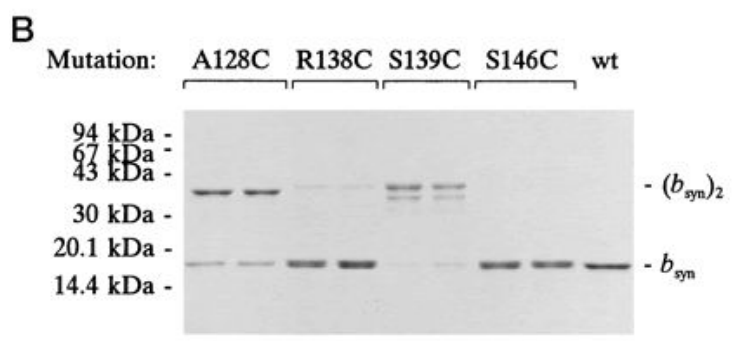 B
Mutation: A128C R138C S139C S146C wt
94 kDa -
67 kDa -
43 kDa -
30 kDa -
20.1 kDa -
14.4 kDa -
- (bsyn)2
- bsyn